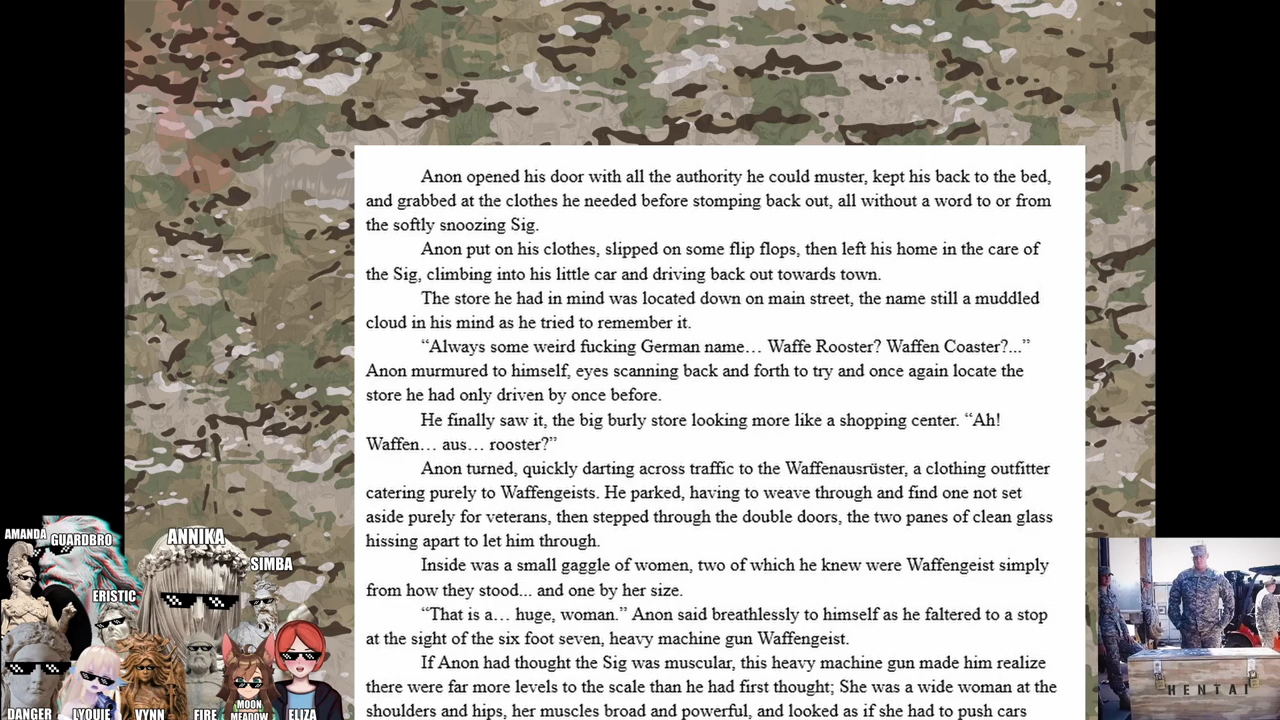 Anon opened his door with all the authority he could muster, kept his back to the bed,
and grabbed at the clothes he needed before stomping back out, all without a word to or from
the softly snoozing Sig.
Anon put on his clothes, slipped on some flip flops, then left his home in the care of
the Sig, climbing into his little car and driving back out towards town.
The store he had in mind was located down on main street, the name still a muddled
cloud in his mind as he tried to remember it.
“Always some weird fucking German name… Waffe Rooster? Waffen Coaster?...”
Anon murmured to himself, eyes scanning back and forth to try and once again locate the
store he had only driven by once before.
He finally saw it, the big burly store looking more like a shopping center. “Ah!
Waffen… aus… rooster?”
Anon turned, quickly darting across traffic to the Waffenausrüster, a clothing outfitter
catering purely to Waffengeists. He parked, having to weave through and find one not set
aside purely for veterans, then stepped through the double doors, the two panes of clean glass
hissing apart to let him through.
Inside was a small gaggle of women, two of which he knew were Waffengeist simply
from how they stood... and one by her size.
“That is a… huge, woman.” Anon said breathlessly to himself as he faltered to a stop
at the sight of the six foot seven, heavy machine gun Waffengeist.
If Anon had thought the Sig was muscular, this heavy machine gun made him realize
there were far more levels to the scale than he had first thought; She was a wide woman at the
shoulders and hips, her muscles broad and powerful, and looked as if she had to push cars
AMANDA
GUARDBRO
ANNIKA
SIMBA
ERISTIC
DANGER
LYQUIE
VYNN
FIRE
MOON
MEADOW
ELIZA
HENTAI